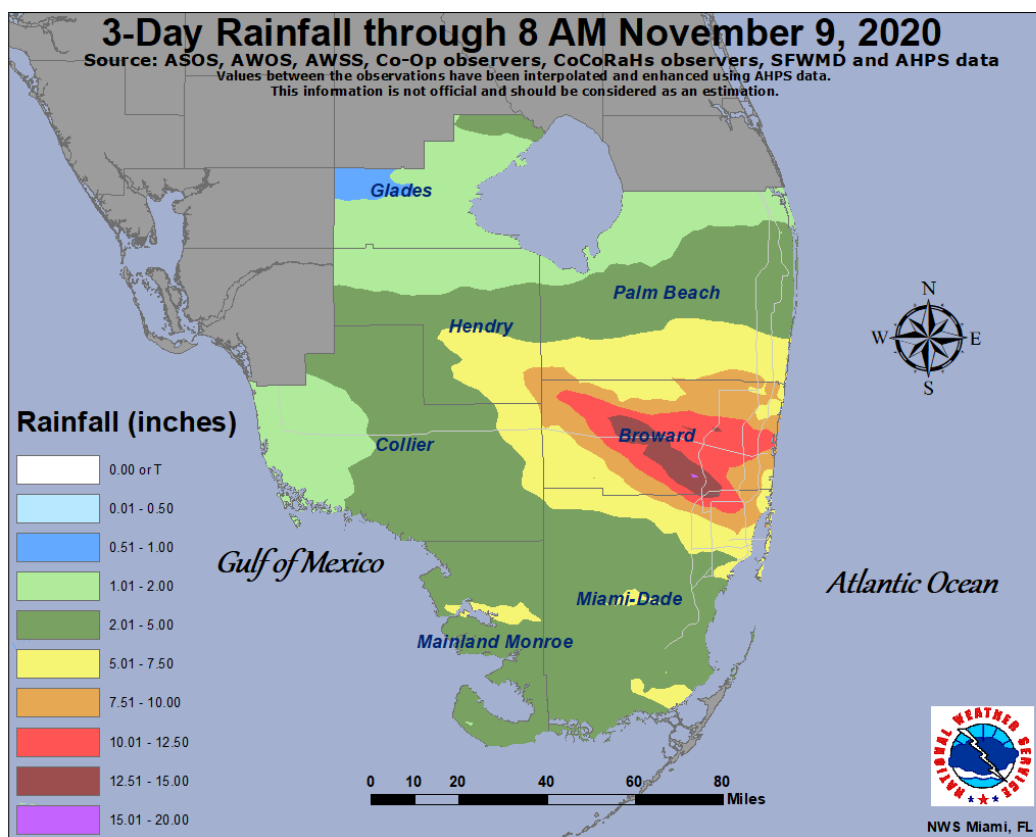 3-Day Rainfall through 8 AM November 9, 2020
Source: ASOS, AWOS, AWSS, Co-Op observers, CoCoRaHs observers, SFWMD and AHPS data
Values between the observations have been interpolated and enhanced using AHPS data.
This information is not official and should be considered as an estimation.
Glades
Palm Beach
Hendry
N
W E
S
Rainfall (inches)
Collier
Broward
0.00 or T
0.01 - 0.50
0.51 - 1.00
1.01 - 2.00
2.01 - 5.00
5.01 - 7.50
7.51 - 10.00
10.01 - 12.50
12.51 - 15.00
15.01 - 20.00
Gulf of Mexico
Atlantic Ocean
Miami-Dade
Mainland Monroe
0 10 20 40 60 80
Miles
NATIONAL WEATHER SERVICE
NWS Miami, FL